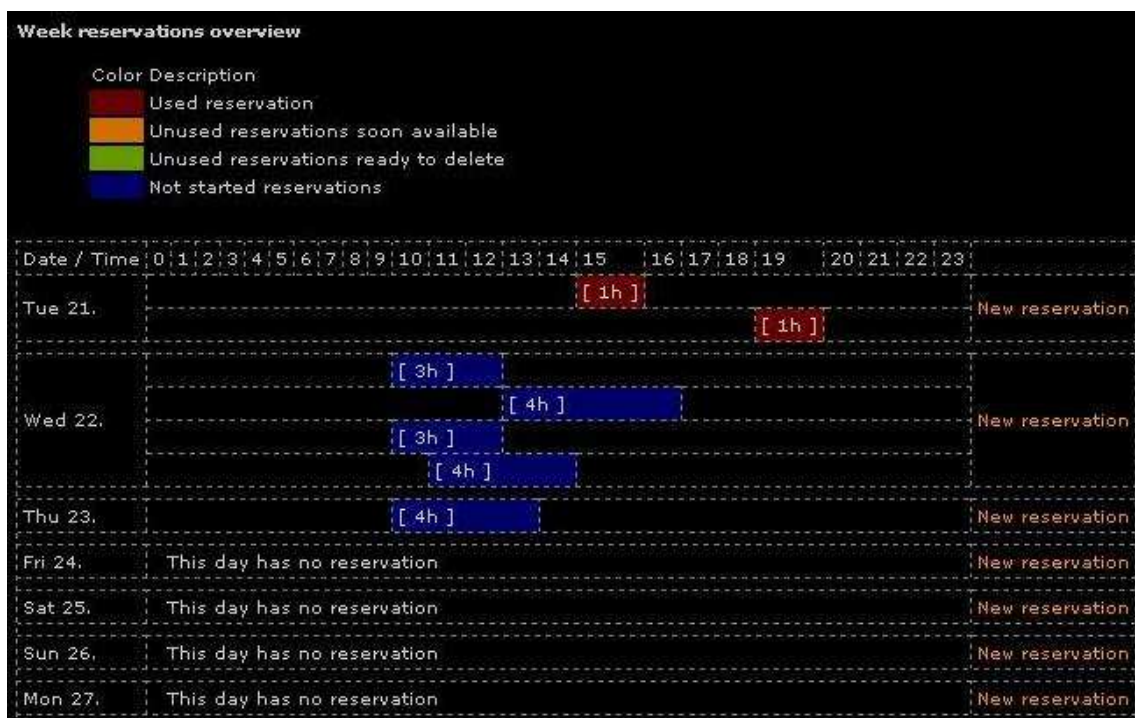 Week reservations overview
Color Description
Used reservation
Unused reservations soon available
Unused reservations ready to delete
Not started reservations
Date / Time 0 1 2 3 4 5 6 7 8 9 10 11 12 13 14 15 16 17 18 19 20 21 22 23
[ 1h ]
Tue 21. New reservation
[ 1h ]
[ 3h ]
[ 4h ]
Wed 22. New reservation
[ 3h ]
[ 4h ]
Thu 23. [ 4h ] New reservation
Fri 24. This day has no reservation New reservation
Sat 25. This day has no reservation New reservation
Sun 26. This day has no reservation New reservation
Mon 27. This day has no reservation New reservation